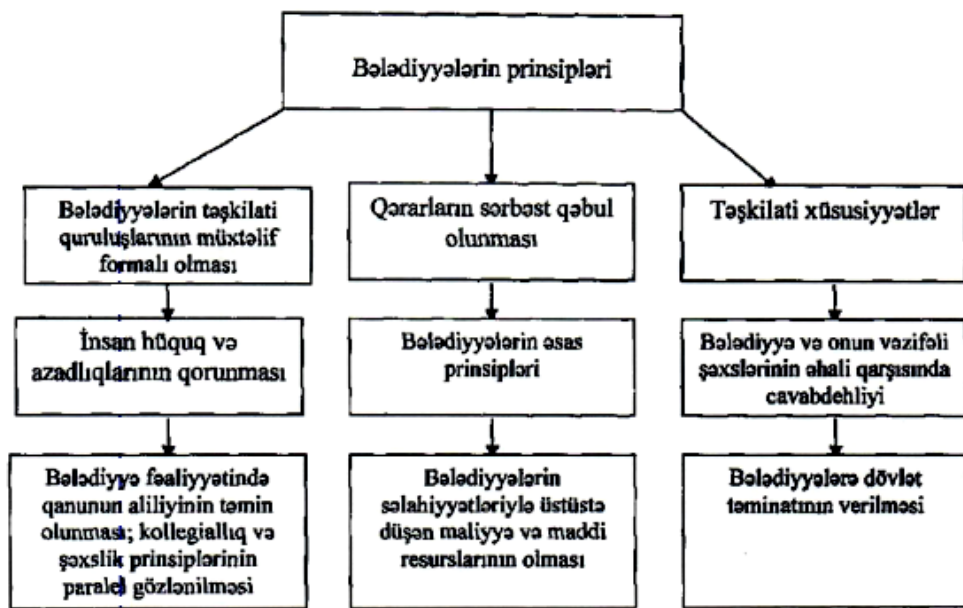 Bələdiyyələrin prinsipləri
Bələdiyyələrin təşkilati
quruluşlarının müxtəlif
formalı olması
Qərarların sərbəst qəbul
olunması
Təşkilati xüsusiyyətlər
İnsan hüquq və
azadlıqlarının qorunması
Bələdiyyələrin əsas
prinsipləri
Bələdiyyə və onun vəzifəli
şəxslərinin əhali qarşısında
cavabdehliyi
Bələdiyyə fəaliyyətində
qanunun aliliyinin təmin
olunması; kollegiallıq və
şəxslik prinsiplərinin
paralel gözlənilməsi
Bələdiyyələrin
səlahiyyətləriylə üstüstə
düşən maliyyə və maddi
resurslarının olması
Bələdiyyələrə dövlət
təminatının verilməsi